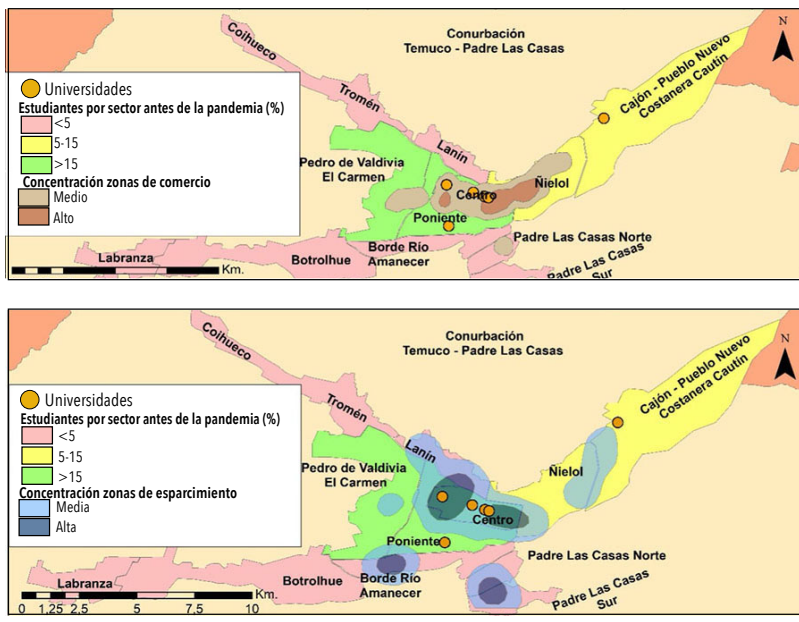 Conurbación
Temuco - Padre Las Casas
N
Coihueco
Tromén
Lanín
Cajón - Pueblo Nuevo
Costanera Cautín
Universidades
Estudiantes por sector antes de la pandemia (%)
<5
5-15
>15
Concentración zonas de comercio
Medio
Alto
Pedro de Valdivia
El Carmen
Centro
Ñielol
Poniente
Padre Las Casas Norte
Borde Río
Amanecer
Labranza
Botrolhue
Padre Las Casas
Sur
Km.
Conurbación
Temuco - Padre Las Casas
N
Coihueco
Tromén
Lanín
Cajón - Pueblo Nuevo
Costanera Cautín
Universidades
Estudiantes por sector antes de la pandemia (%)
<5
5-15
>15
Concentración zonas de esparcimiento
Media
Alta
Pedro de Valdivia
El Carmen
Ñielol
Centro
Poniente
Padre Las Casas Norte
Labranza
Botrolhue
Borde Río
Amanecer
Padre Las Casas
Sur
Km.
0 1,25 2,5 5 7,5 10